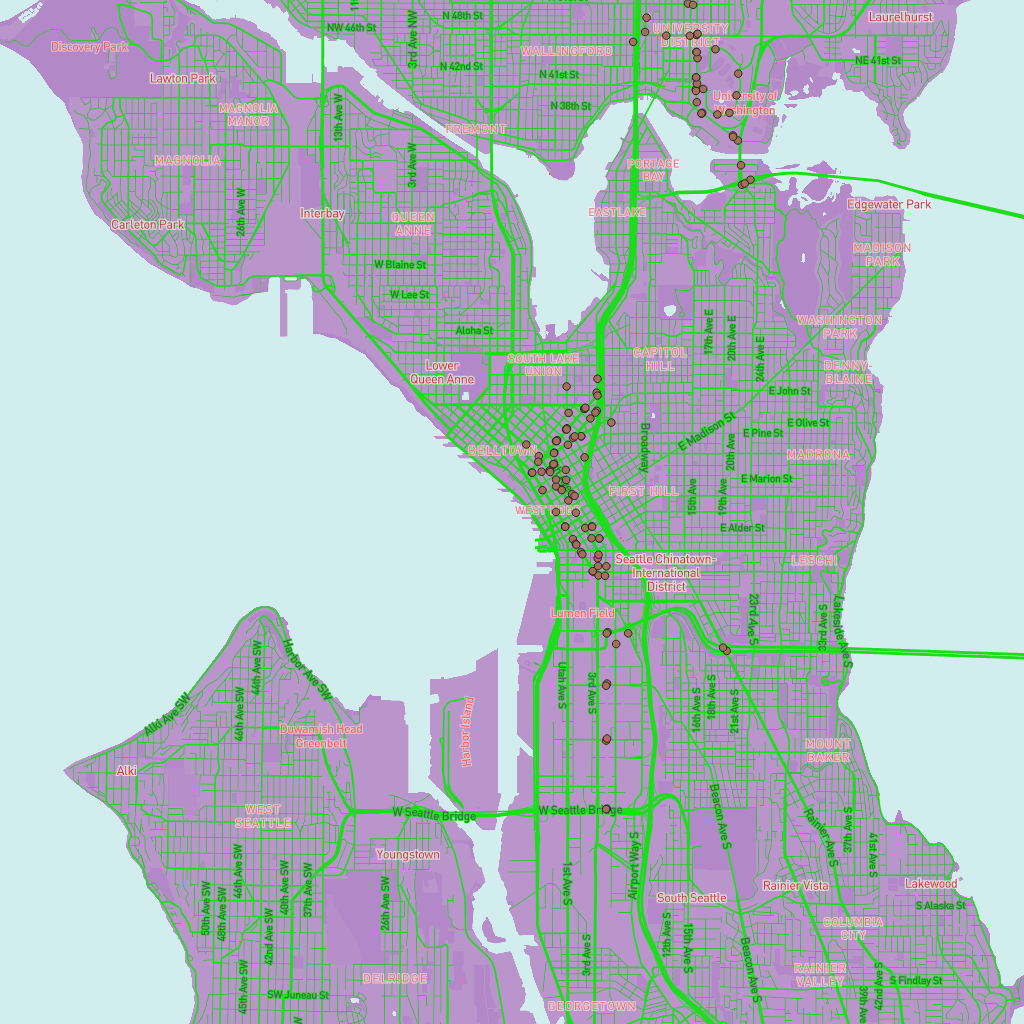 N 48th St
NW 46th St
3rd Ave NW
N 42nd St
N 41st St
N 38th St
WALLINGFORD
UNIVERSITY
DISTRICT
Laurelhurst
NE 41st St
Discovery Park
Lawton Park
MAGNOLIA
MANOR
MAGNOLIA
13th Ave W
3rd Ave W
FREMONT
University of
Washington
PORTAGE
BAY
EASTLAKE
Edgewater Park
MADISON
PARK
Carleton Park
26th Ave W
Interbay
QUEEN
ANNE
W Blaine St
W Lee St
Aloha St
Lower
Queen Anne
SOUTH LAKE
UNION
CAPITOL
HILL
17th Ave E
20th Ave E
24th Ave E
WASHINGTON
PARK
DENNY-
BLAINE
E John St
E Olive St
E Madison St
E Pine St
20th Ave
MADRONA
Broadway
BELLTOWN
FIRST HILL
E Marion St
15th Ave
19th Ave
E Alder St
Seattle Chinatown-
International
District
LESCHI
Lumen Field
23rd Ave S
33rd Ave S
Lakeside Ave S
Harbor Ave SW
44th Ave SW
46th Ave SW
Alki Ave SW
Duwamish Head
Greenbelt
Alki
Harbor Island
Utah Ave S
3rd Ave S
16th Ave S
18th Ave S
21st Ave S
MOUNT
BAKER
WEST
SEATTLE
W Seattle Bridge
W Seattle Bridge
Youngstown
46th Ave SW
40th Ave SW
37th Ave SW
50th Ave SW
48th Ave SW
42nd Ave SW
26th Ave SW
45th Ave SW
SW Juneau St
DELRIDGE
1st Ave S
Airport Way S
3rd Ave S
GEORGETOWN
South Seattle
12th Ave S
15th Ave S
Beacon Ave S
Beacon Ave S
Rainier Ave S
37th Ave S
41st Ave S
Rainier Vista
Lakewood
S Alaska St
COLUMBIA
CITY
RAINIER
VALLEY
S Findlay St
39th Ave S
42nd Ave S